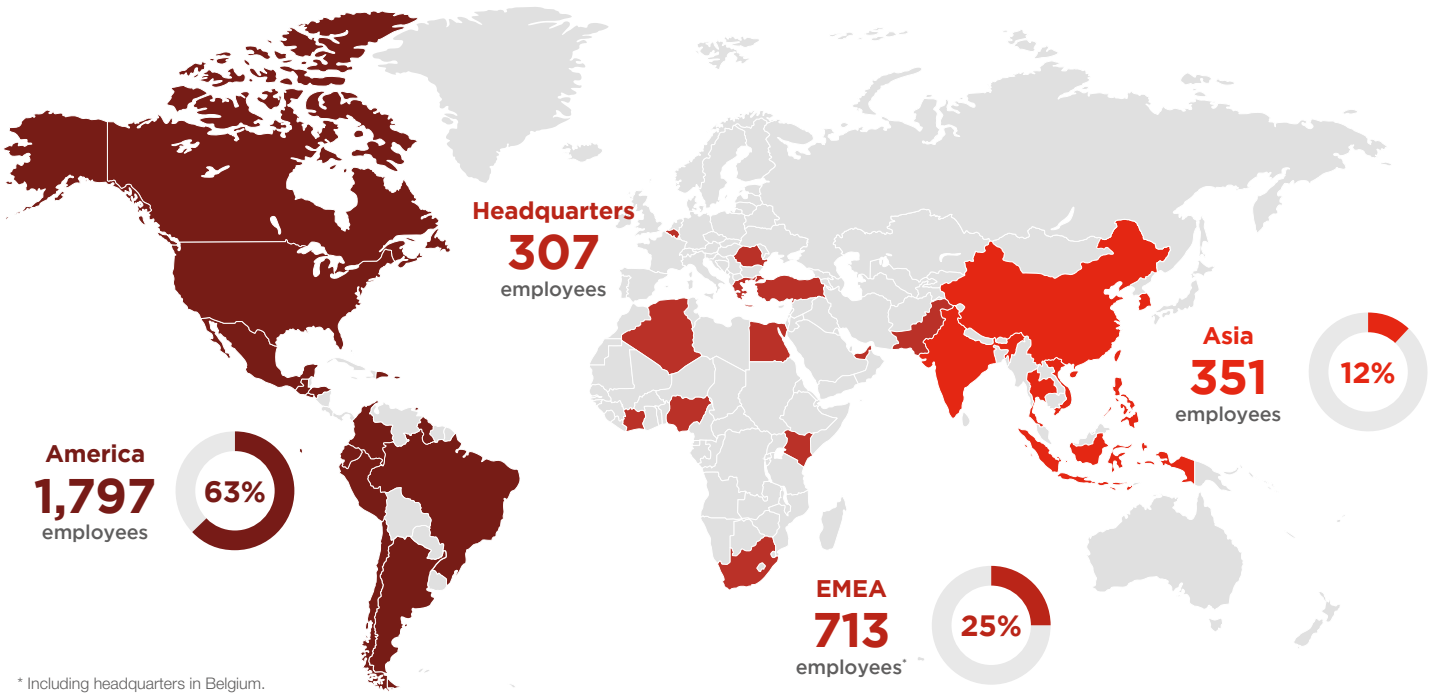 Headquarters
307
employees
Asia
351
employees
12%
America
1,797
employees
63%
EMEA
713
employees*
25%
* Including headquarters in Belgium.